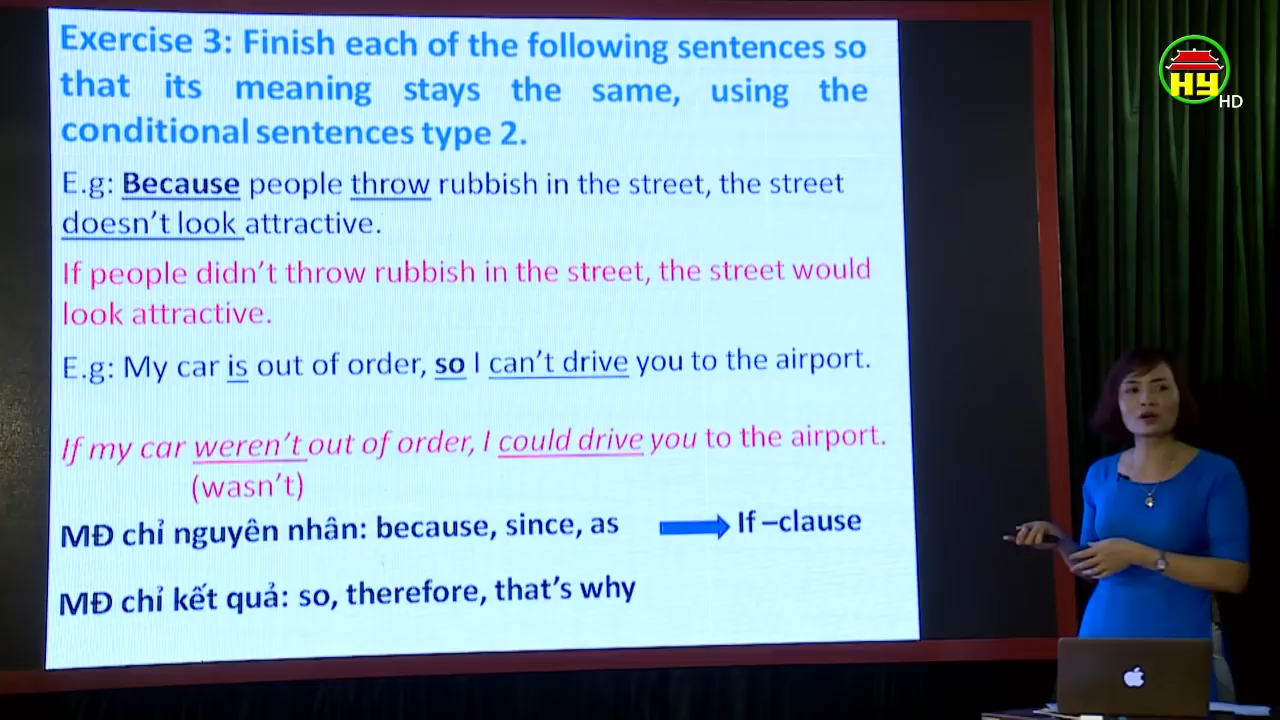 Exercise 3: Finish each of the following sentences so
that its meaning stays the same, using the
conditional sentences type 2.
E.g: Because people throw rubbish in the street, the street
doesn't look attractive.
If people didn't throw rubbish in the street, the street would
look attractive.
E.g: My car is out of order, so I can't drive you to the airport.
If my car weren't out of order, I could drive you to the airport.
(wasn't)
MĐ chỉ nguyên nhân: because, since, as If –clause
MĐ chỉ kết quả: so, therefore, that's why
HY HD